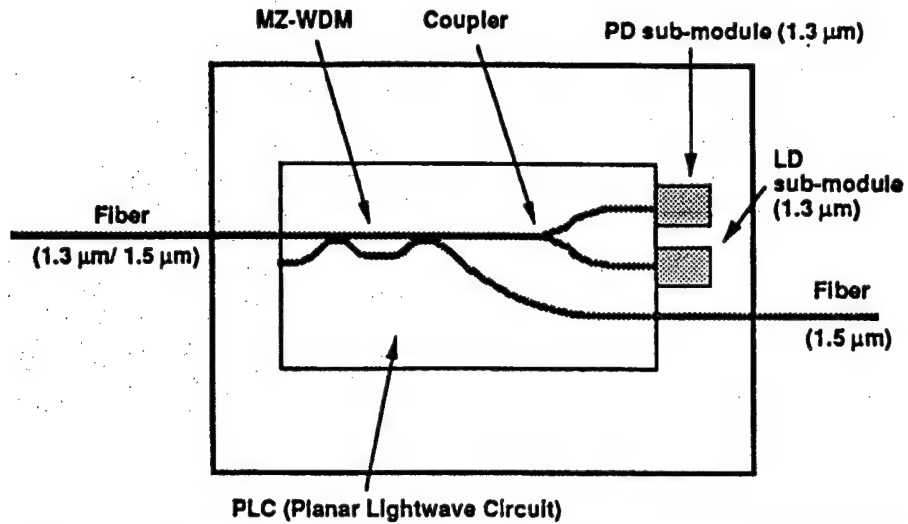 MZ-WDM
Coupler
PD sub-module (1.3 μm)
LD
sub-module
(1.3 μm)
Fiber
(1.3 μm/ 1.5 μm)
Fiber
(1.5 μm)
PLC (Planar Lightwave Circuit)